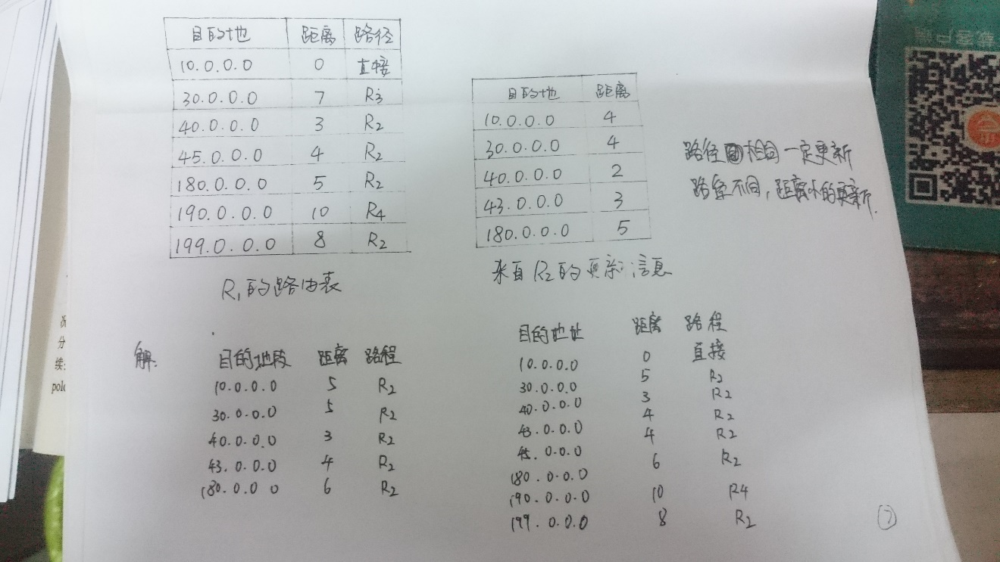 目的地 距离 路径
10.0.0.0 0 直接
30.0.0.0 7 R3
40.0.0.0 3 R2
45.0.0.0 4 R2
180.0.0.0 5 R2
190.0.0.0 10 R4
199.0.0.0 8 R2
R1的路由表
目的地 距离
10.0.0.0 4
30.0.0.0 4
40.0.0.0 2
43.0.0.0 3
180.0.0.0 5
来自R2的更新信息
路径相同一定更新
路径不同,距离小的更新.
解:
目的地段 距离 路程
10.0.0.0 5 R2
30.0.0.0 5 R2
40.0.0.0 3 R2
43.0.0.0 4 R2
180.0.0 0 6 R2
目的地址 距离 路程
10.0.0.0 0 直接
30.0.0.0 5 R2
40.0.0.0 3 R2
43.0.0.0 4 R2
45.0.0.0 4 R2
180.0.0.0 6 R2
190.0.0.0 10 R4
199.0.0.0 8 R2
分
续